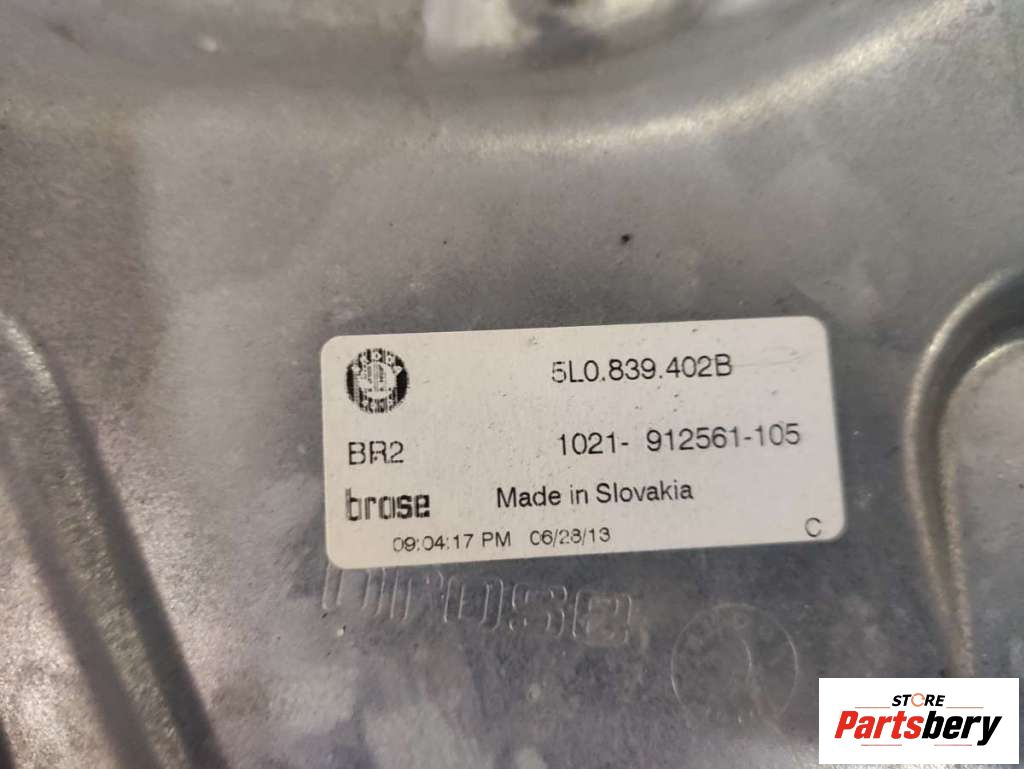 5L0.839.402B
BR2 1021- 912561-105
brose Made in Slovakia
09:04:17 PM 06/28/13 C
brose
STORE
Partsbery